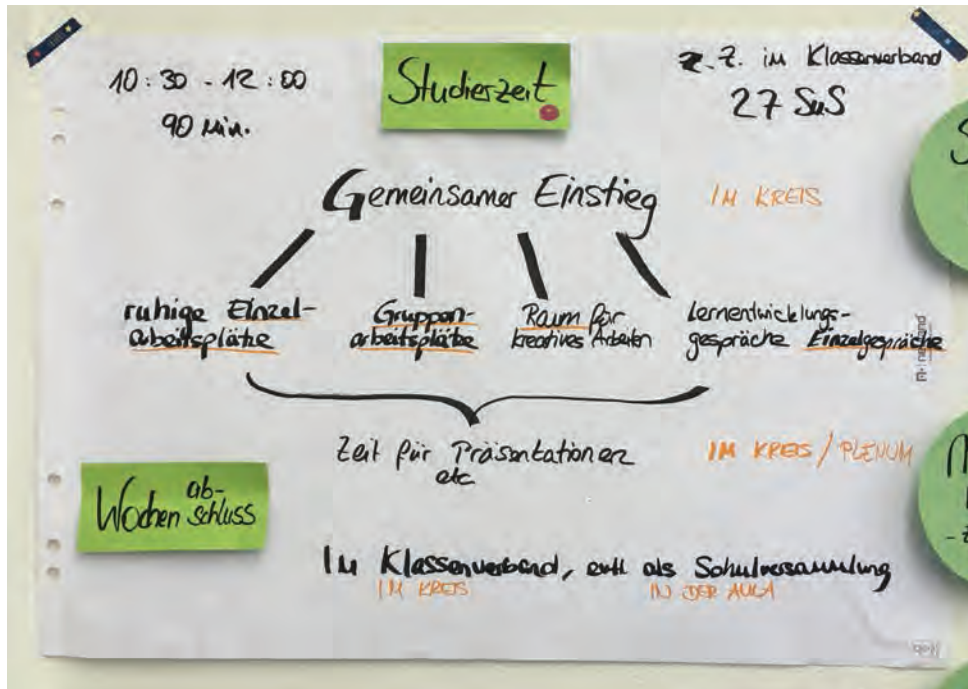 10:30 - 12:00
90 Min.
Studierzeit
z.Z. im Klassenverband
27 SuS
Gemeinsamer Einstieg
IM KREIS
ruhige Einzel-
arbeitsplätze
Gruppen-
arbeitsplätze
Raum für
kreatives Arbeiten
Lernentwicklungs-
gespräche Einzelgespräche
Zeit für Präsentationen
etc
IM KREIS / PLENUM
Wochen ab-
schluss
Im Klassenverband, evtl als Schulversammlung
IM KREIS
IN DER AULA